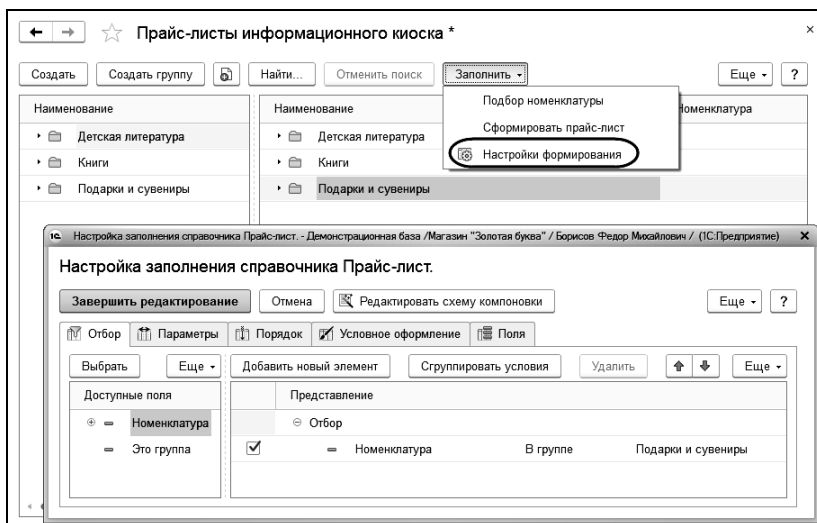 Прайс-листы информационного киоска *
Создать Создать группу Найти... Отменить поиск Заполнить Еще ?
Наименование Наименование Номенклатура
Детская литература Детская литература
Книги Книги
Подарки и сувениры Подарки и сувениры
Подбор номенклатуры
Сформировать прайс-лист
Настройки формирования
1С Настройка заполнения справочника Прайс-лист. - Демонстрационная база /Магазин "Золотая буква" / Борисов Федор Михайлович / (1С:Предприятие)
Настройка заполнения справочника Прайс-лист.
Завершить редактирование Отмена Редактировать схему компоновки Еще ?
Отбор Параметры Порядок Условное оформление Поля
Выбрать Еще Добавить новый элемент Сгруппировать условия Удалить Еще
Доступные поля Представление
Номенклатура Отбор
Это группа Номенклатура В группе Подарки и сувениры